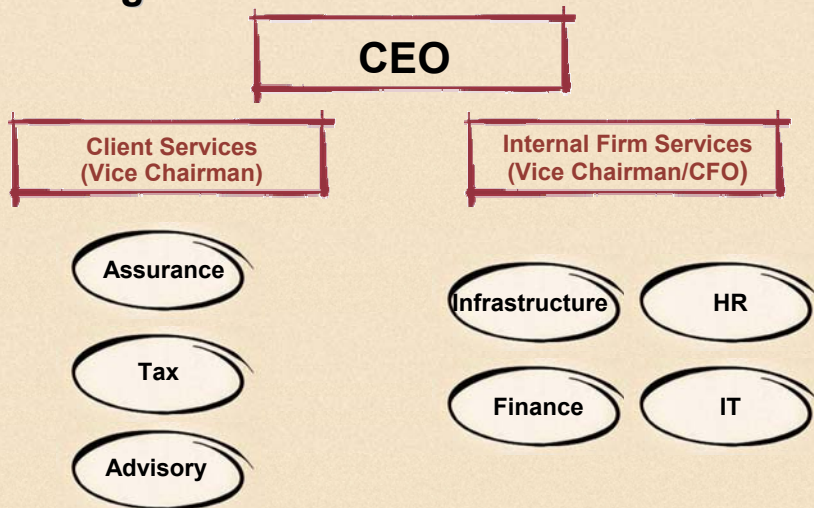 CEO
Client Services
(Vice Chairman)
Internal Firm Services
(Vice Chairman/CFO)
Assurance
Infrastructure
HR
Tax
Finance
IT
Advisory